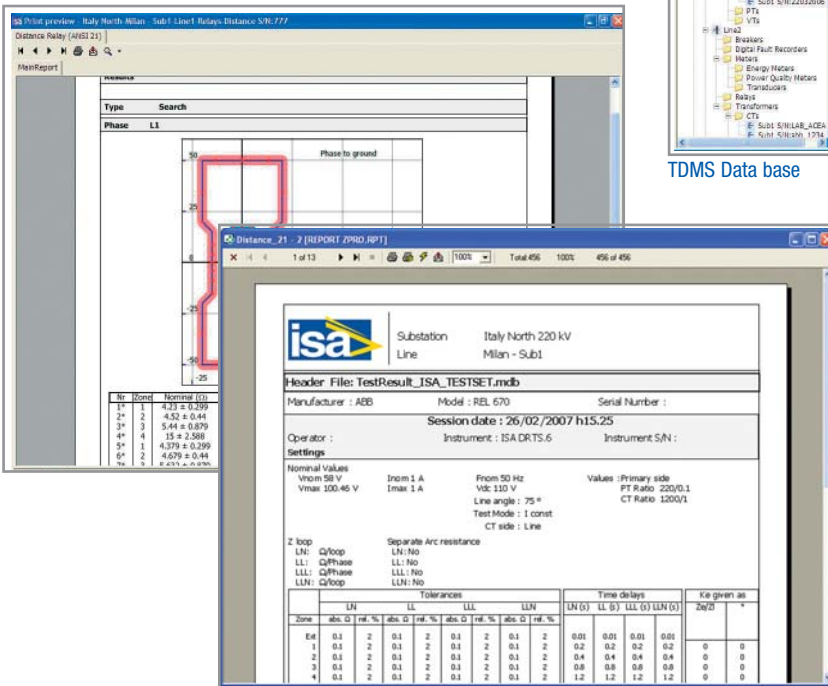 Print preview - Italy North-Milan - Sub1-Line1-Relays-Distance S/N:777
Distance Relay (ANSI 21)
MainReport
Results
Type Search
Phase L1
Phase to ground
50
25
0
-25
-50
-25
Nr Zone Nominal (Ω)
1* 1 4.23 ± 0.299
2* 2 4.52 ± 0.44
3* 3 5.44 ± 0.879
4* 4 15 ± 2.588
5* 1 4.379 ± 0.299
6* 2 4.679 ± 0.44
7* 3 5.632 ± 0.879
Sub1 S/N:22032006
PTs
VTs
Line2
Breakers
Digital Fault Recorders
Meters
Energy Meters
Power Quality Meters
Transducers
Relays
Transformers
CTs
Sub1 S/N:LAB_ACEA
Sub1 S/N:abb_1234
TDMS Data base
Distance_21 - 2 [REPORT ZPRO.RPT]
1 of 13 100% Total:456 100% 456 of 456
isa
Substation Italy North 220 kV
Line Milan - Sub1
Header File: TestResult_ISA_TESTSET.mdb
Manufacturer : ABB Model : REL 670 Serial Number :
Session date : 26/02/2007 h15.25
Operator : Instrument : ISA DRTS.6 Instrument S/N :
Settings
Nominal Values
Vnom 58 V Inom 1 A Fnom 50 Hz Values : Primary side
Vmax 100.46 V Imax 1 A Vdc 110 V PT Ratio 220/0.1
Line angle : 75 º CT Ratio 1200/1
Test Mode : I const
CT side : Line
Z loop Separate Arc resistance
LN: Ω/loop LN: No
LL: Ω/Phase LL: No
LLL: Ω/Phase LLL: No
LLN: Ω/loop LLN: No
Tolerances Time delays Ke given as
LN LL LLL LLN LN (s) LL (s) LLL (s) LLN (s) Ze/Zl °
Zone abs. Ω rel. % abs. Ω rel. % abs. Ω rel. % abs. Ω rel. %
Ext 0.1 2 0.1 2 0.1 2 0.1 2 0.01 0.01 0.01 0.01
1 0.1 2 0.1 2 0.1 2 0.1 2 0.2 0.2 0.2 0.2 0 0
2 0.1 2 0.1 2 0.1 2 0.1 2 0.4 0.4 0.4 0.4 0 0
3 0.1 2 0.1 2 0.1 2 0.1 2 0.8 0.8 0.8 0.8 0 0
4 0.1 2 0.1 2 0.1 2 0.1 2 1.2 1.2 1.2 1.2 0 0